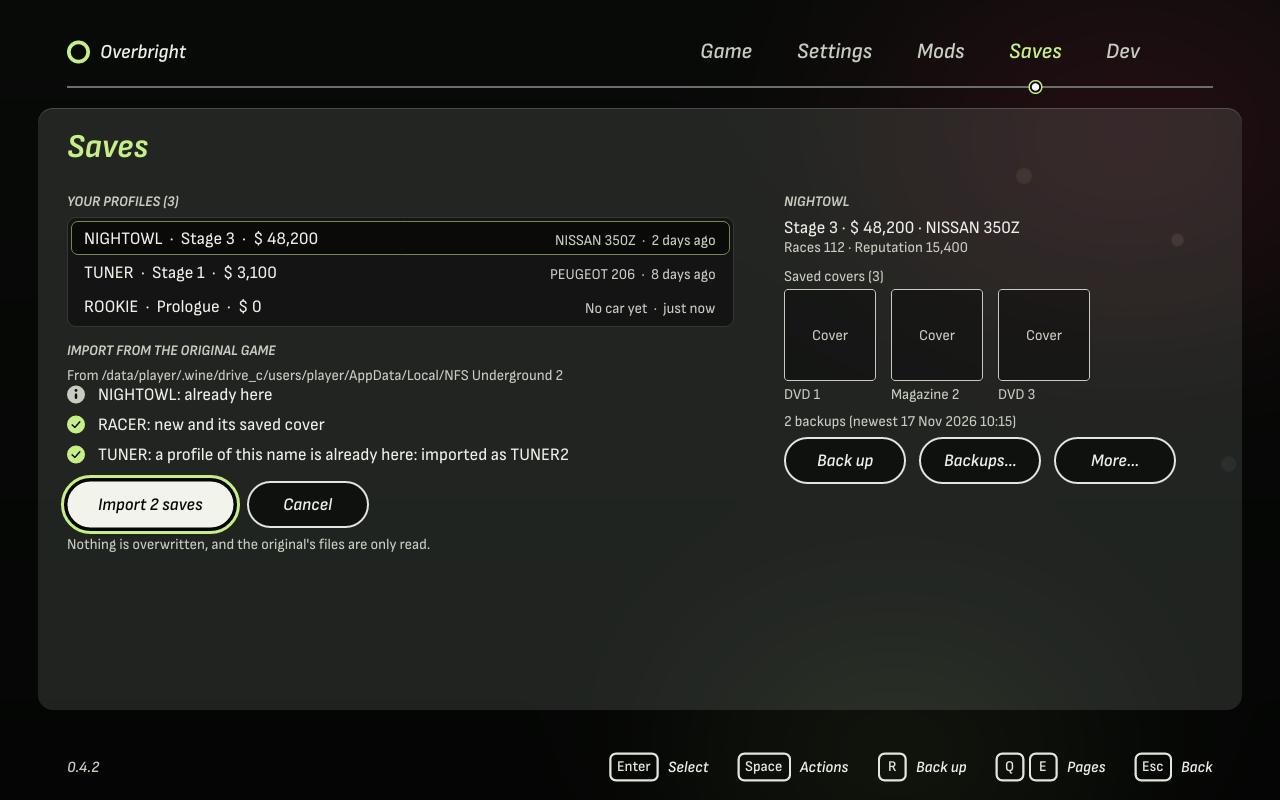 Overbright
Game Settings Mods Saves Dev
Saves
YOUR PROFILES (3)
NIGHTOWL · Stage 3 · $ 48,200 NISSAN 350Z · 2 days ago
TUNER · Stage 1 · $ 3,100 PEUGEOT 206 · 8 days ago
ROOKIE · Prologue · $ 0 No car yet · just now
IMPORT FROM THE ORIGINAL GAME
From /data/player/.wine/drive_c/users/player/AppData/Local/NFS Underground 2
NIGHTOWL: already here
RACER: new and its saved cover
TUNER: a profile of this name is already here: imported as TUNER2
Import 2 saves Cancel
Nothing is overwritten, and the original's files are only read.
NIGHTOWL
Stage 3 · $ 48,200 · NISSAN 350Z
Races 112 · Reputation 15,400
Saved covers (3)
Cover Cover Cover
DVD 1 Magazine 2 DVD 3
2 backups (newest 17 Nov 2026 10:15)
Back up Backups... More...
0.4.2 Enter Select Space Actions R Back up Q E Pages Esc Back